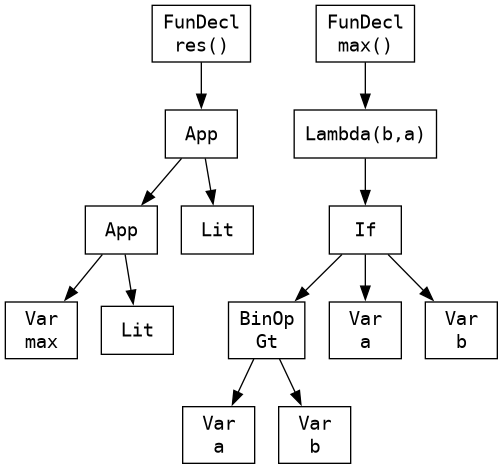 FunDecl
res()
FunDecl
max()
App
Lambda(b,a)
App
Lit
If
Var
max
Lit
BinOp
Gt
Var
a
Var
b
Var
a
Var
b